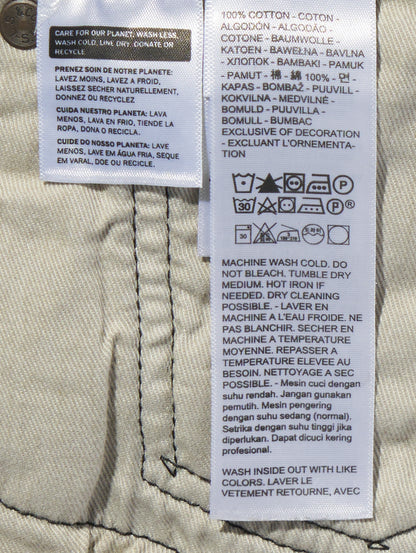 CARE FOR OUR PLANET: WASH LESS,
WASH COLD, LINE DRY, DONATE OR
RECYCLE
PRENEZ SOIN DE NOTRE PLANETE:
LAVEZ MOINS, LAVEZ A L'EAU FROIDE,
LAISSEZ SECHER NATURELLEMENT,
DONNEZ OU RECYCLEZ
CUIDA NUESTRO PLANETA: LAVA
MENOS, LAVA EN FRIO, TIENDE LA
ROPA, DONA O RECICLA.
CUIDE DO NOSSO PLANETA: LAVE
MENOS, LAVE EM ÁGUA FRIA, SEQUE
EM VARAL, DOE OU RECICLE.
100% COTTON - COTON -
ALGODÓN - ALGODÃO -
COTONE - BAUMWOLLE -
KATOEN - BAWEŁNA - BAVLNA
- ХЛОПОК - BAMBAKI - PAMUK
- PAMUT - 棉 - 綿 100% - 면 -
KAPAS - BOMBAŽ - PUUVILL -
KOKVILNA - MEDVILNĖ -
BOMULD - PUUVILLA -
BOMULL - BUMBAC
EXCLUSIVE OF DECORATION
- EXCLUANT L'ORNEMENTA-
TION
P
30 P
30
MACHINE WASH COLD. DO
NOT BLEACH. TUMBLE DRY
MEDIUM. HOT IRON IF
NEEDED. DRY CLEANING
POSSIBLE. - LAVER EN
MACHINE A L'EAU FROIDE. NE
PAS BLANCHIR. SECHER EN
MACHINE A TEMPERATURE
MOYENNE. REPASSER A
TEMPERATURE ELEVEE AU
BESOIN. NETTOYAGE A SEC
POSSIBLE. - Mesin cuci dengan
suhu rendah. Jangan gunakan
pemutih. Mesin pengering
dengan suhu sedang (normal).
Setrika dengan suhu tinggi jika
diperlukan. Dapat dicuci kering
profesional.
WASH INSIDE OUT WITH LIKE
COLORS. LAVER LE
VETEMENT RETOURNE, AVEC